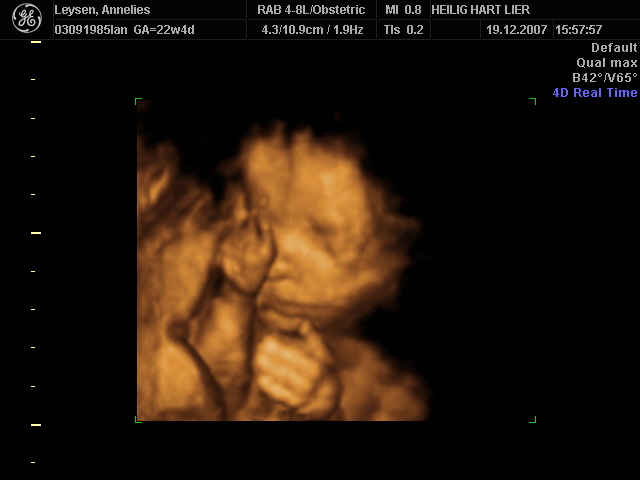 Leysen, Annelies RAB 4-8L/Obstetric MI 0.8 HEILIG HART LIER
03091985lan GA=22w4d 4.3/10.9cm / 1.9Hz TIs 0.2 19.12.2007 15:57:57
Default
Qual max
B42°/V65°
4D Real Time